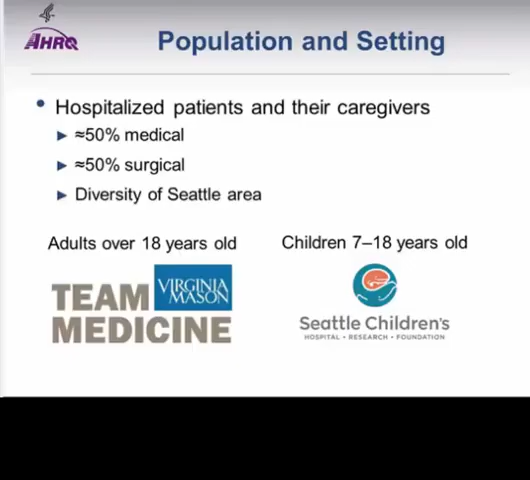 AHRQ
Population and Setting
• Hospitalized patients and their caregivers
► ≈50% medical
► ≈50% surgical
► Diversity of Seattle area
Adults over 18 years old
Children 7–18 years old
TEAM VIRGINIA MASON
MEDICINE
Seattle Children's
HOSPITAL • RESEARCH • FOUNDATION